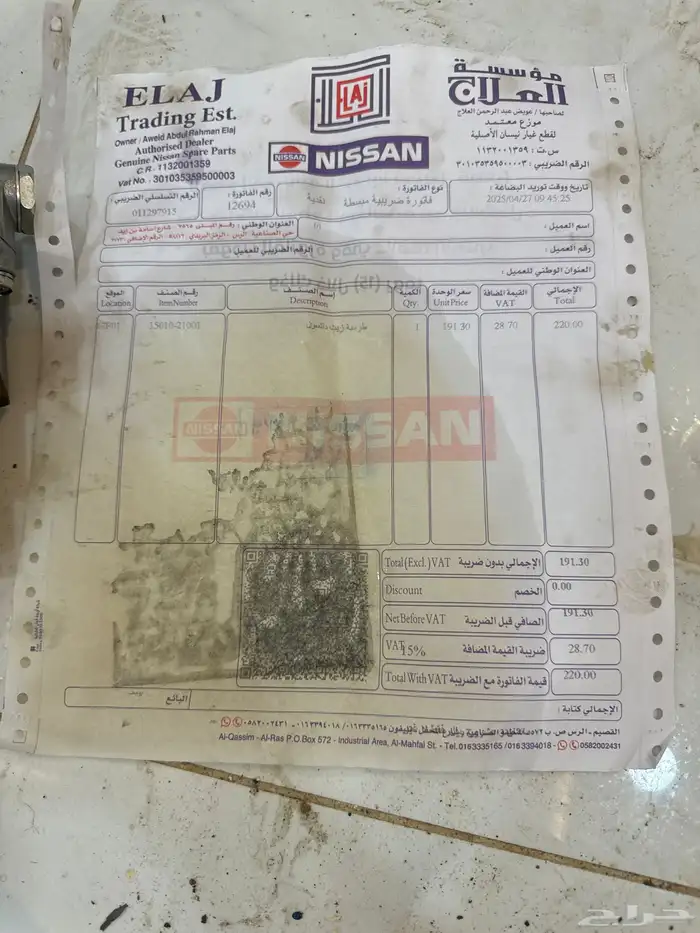 ELAJ
Trading Est.
Owner / Aweid Abdul Rahman Elaj
Authorised Dealer
Genuine Nissan Spare Parts
C.R. 1132001359
Vat No. 301035359500003
ELAJ
NISSAN
NISSAN
مؤسسة
العلاج
لصاحبها / عويض عبد الرحمن العلاج
موزع معتمد
لقطع غيار نيسان الأصلية
س.ت: ١١٣٢٠٠١٣٥٩
الرقم الضريبي: ٣٠١٠٣٥٣٥٩٥٠٠٠٠٣
تاريخ ووقت توريد البضاعة:
2025/04/27 09:45:25
نوع الفاتورة:
فاتورة ضريبية مبسطة نقدية
رقم الفاتورة:
12694
الرقم التسلسلي الضريبي:
011297915
اسم العميل:
العنوان الوطني:
رقم العميل:
الرقم الضريبي للعميل:
العنوان الوطني للعميل:
الإجمالي Total
القيمة المضافة VAT
سعر الوحدة Unit Price
الكمية Qty.
إسم الصنف Description
رقم الصنف Item Number
الموقع Location
220.00
28.70
191.30
1
15010-21001
NISSAN NISSAN
Total (Excl.) VAT الإجمالي بدون ضريبة 191.30
Discount الخصم 0.00
Net Before VAT الصافي قبل الضريبة 191.30
VAT 15% ضريبة القيمة المضافة 28.70
Total With VAT قيمة الفاتورة مع الضريبة 220.00
الإجمالي كتابة:
البائع
Al-Qassim - Al-Ras P.O.Box 572 - Industrial Area, Al-Mahfal St. - Tel. 0163335165 / 0163394018 - 0582002431
حراج